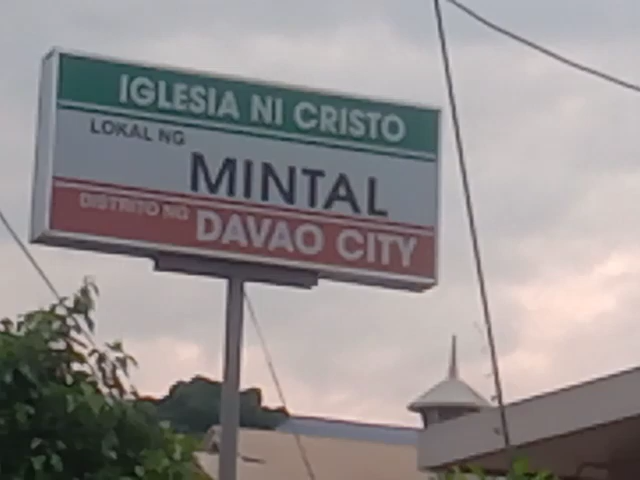 IGLESIA NI CRISTO
LOKAL NG
MINTAL
DISTRITO NG DAVAO CITY